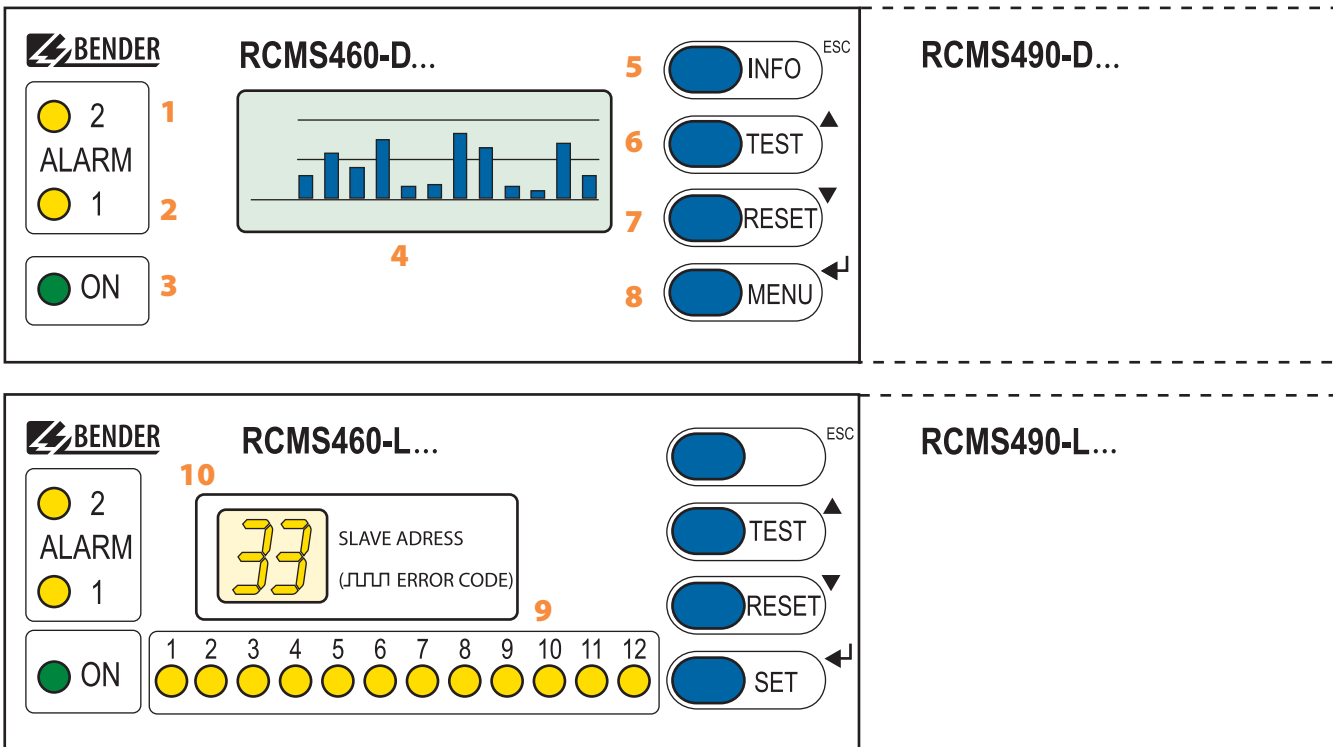 BENDER
RCMS460-D...
RCMS490-D...
2
ALARM
1
ON
1
2
3
4
5
INFO
ESC
6
TEST
7
RESET
8
MENU
BENDER
RCMS460-L...
RCMS490-L...
2
ALARM
1
ON
10
33
SLAVE ADRESS
(ERROR CODE)
9
1 2 3 4 5 6 7 8 9 10 11 12
ESC
TEST
RESET
SET